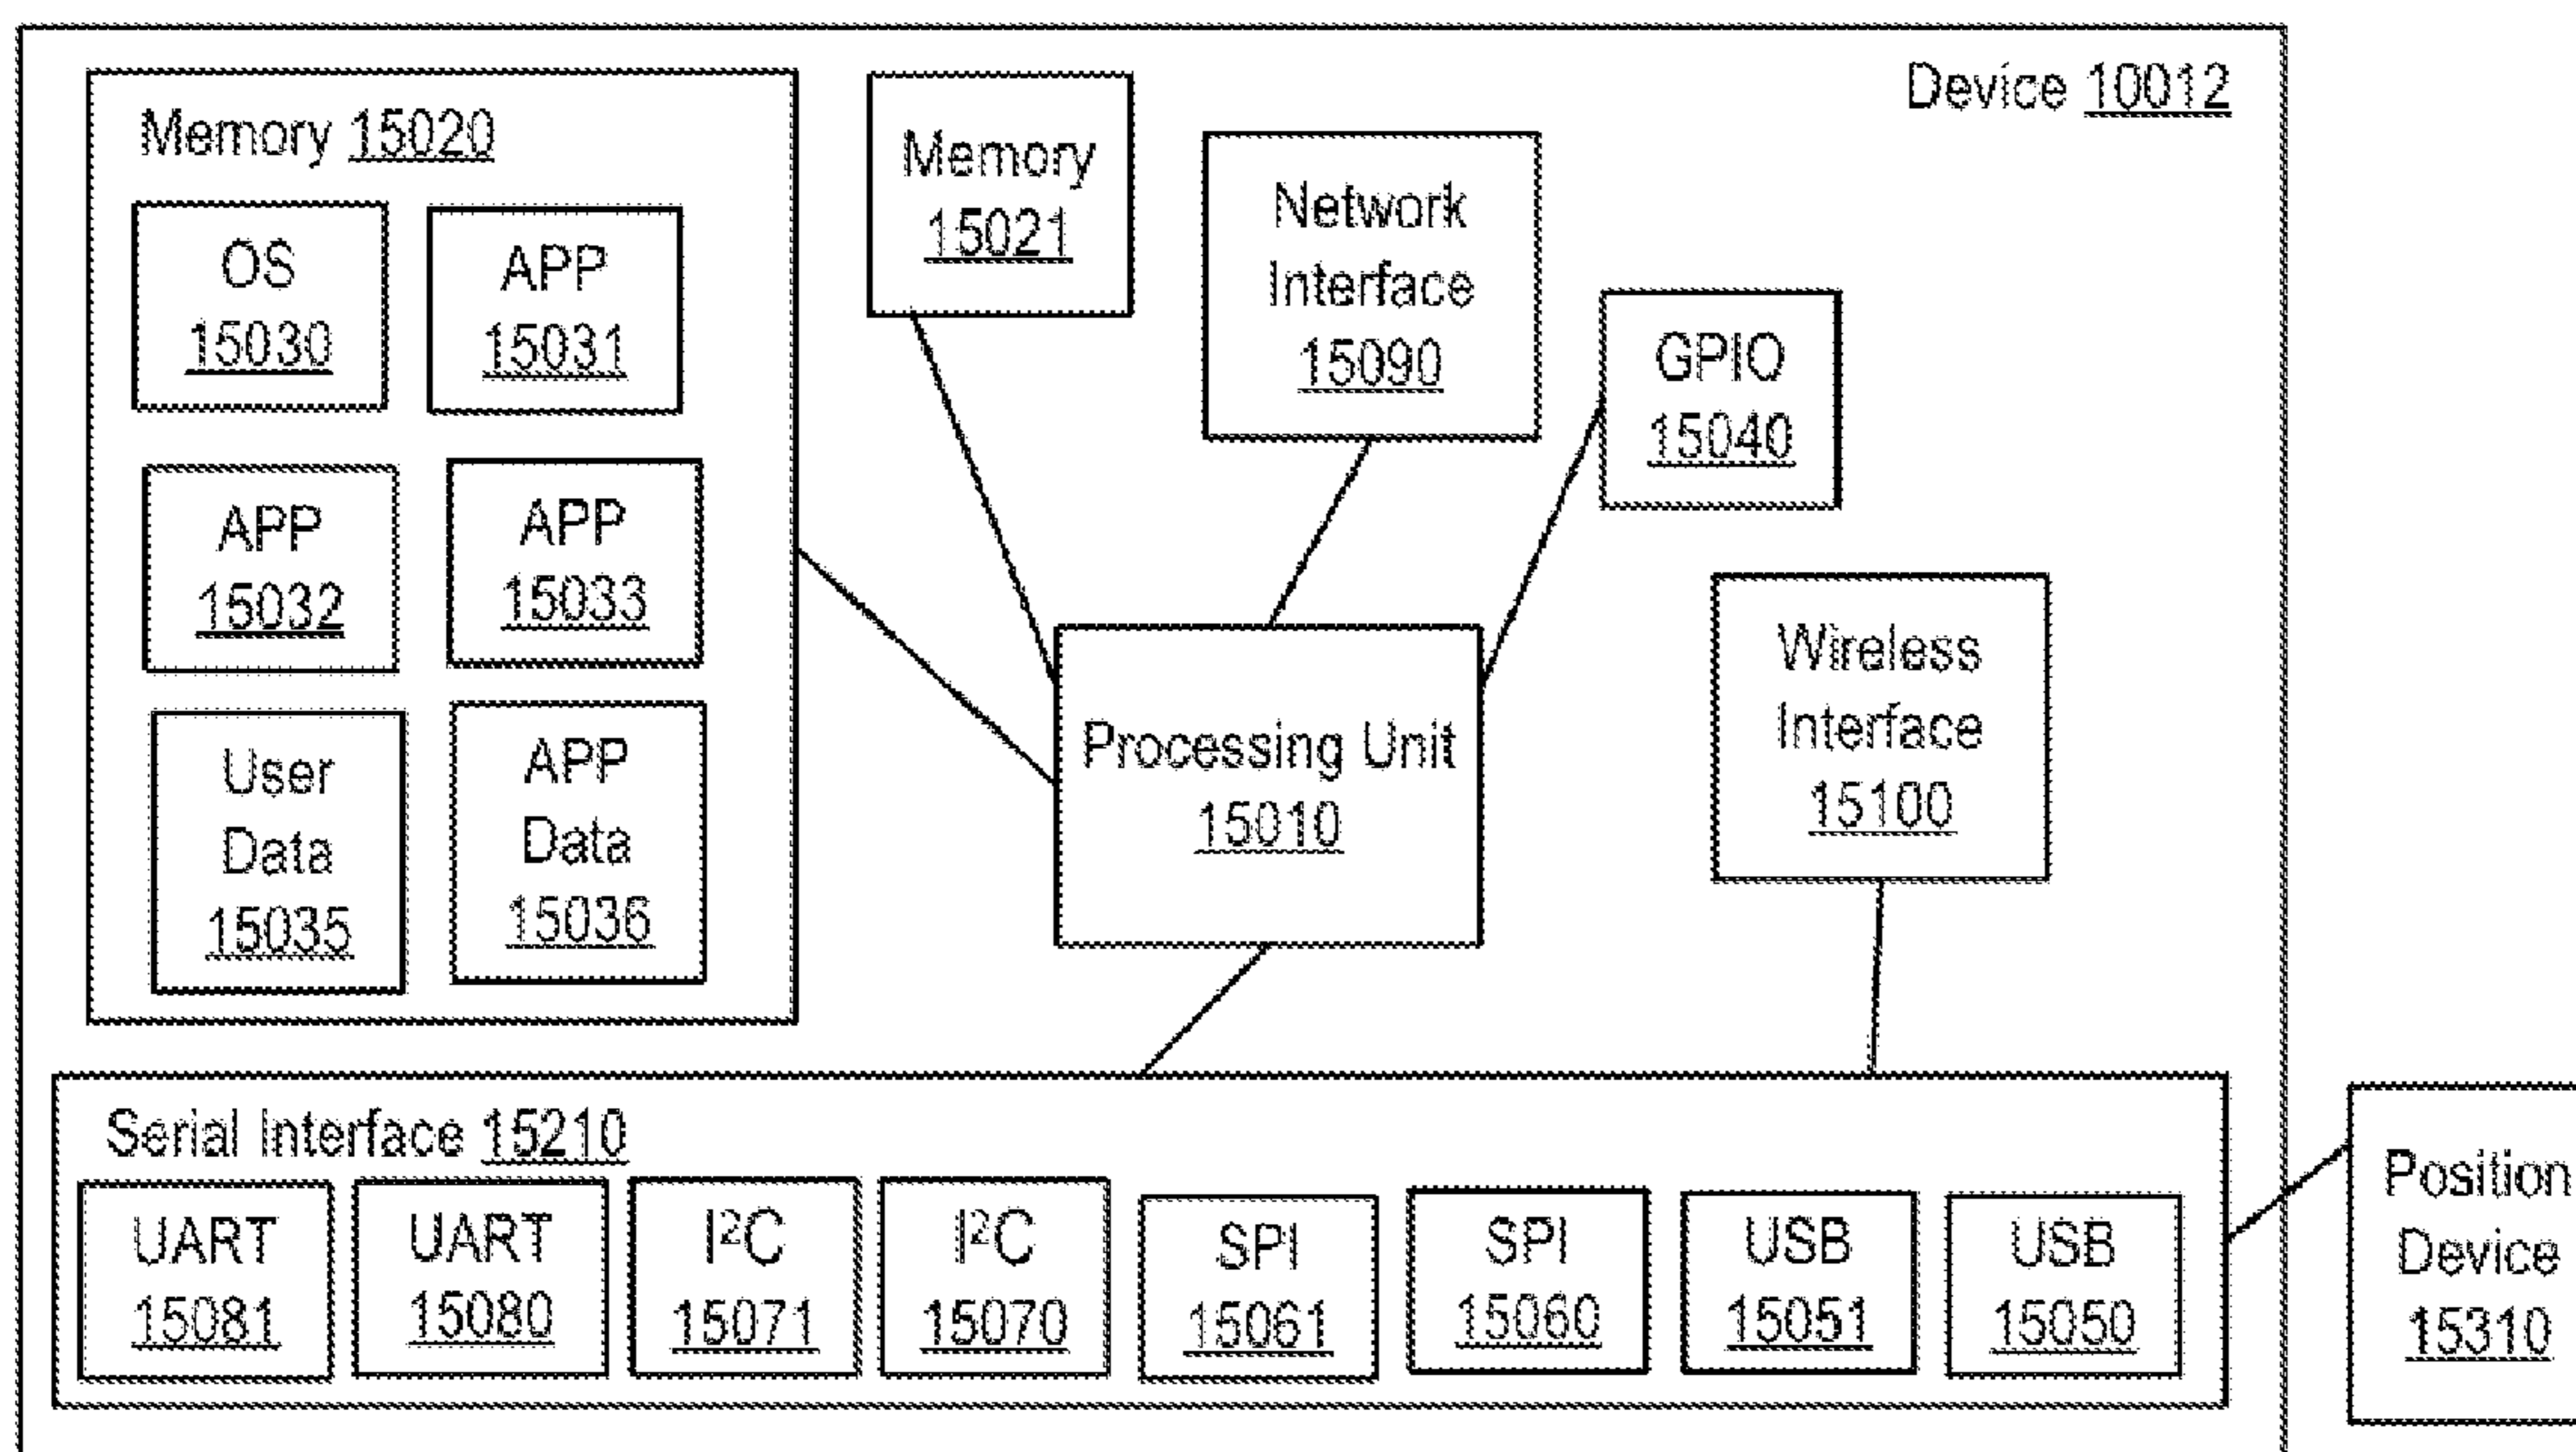 Device 10012
Memory 15020
OS
15030
APP
15031
APP
15032
APP
15033
User
Data
15035
APP
Data
15036
Memory
15021
Network
Interface
15090
GPIO
15040
Processing Unit
15010
Wireless
Interface
15100
Serial Interface 15210
UART
15081
UART
15080
I²C
15071
I²C
15070
SPI
15061
SPI
15060
USB
15051
USB
15050
Position
Device
15310